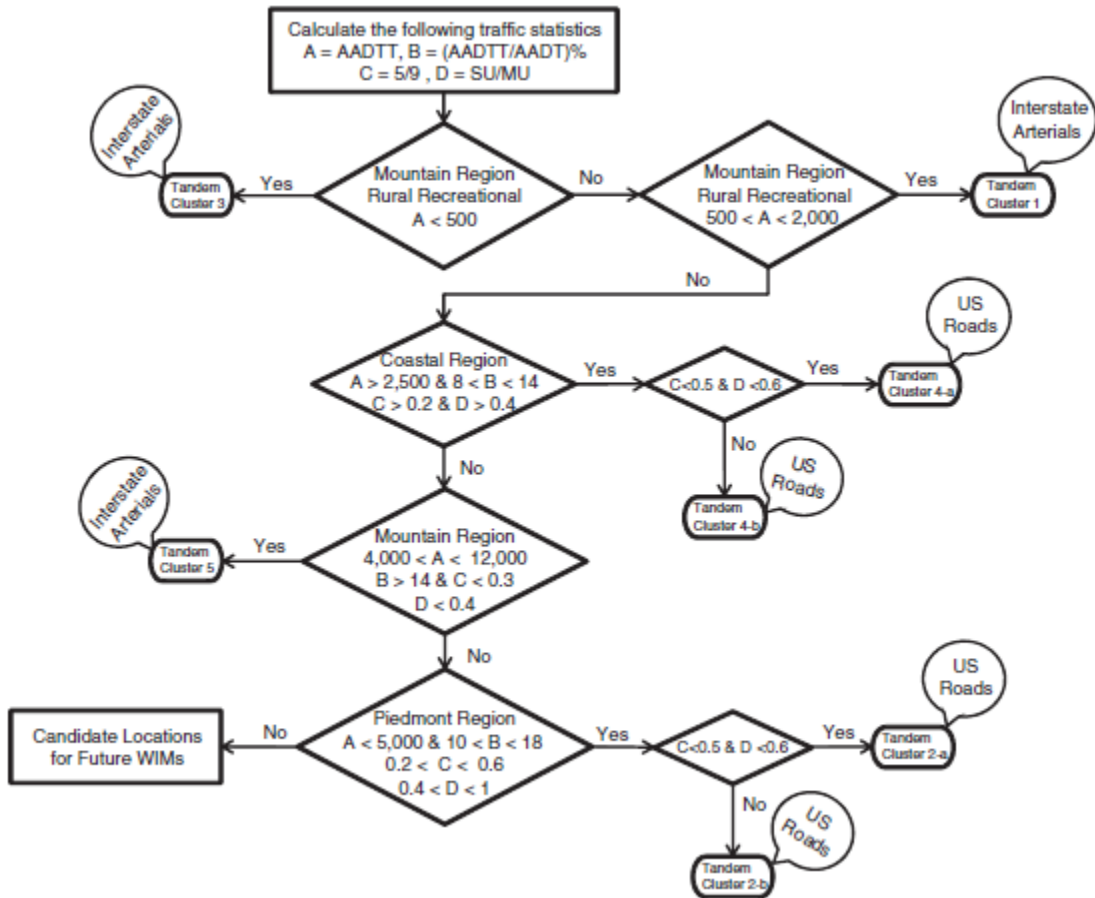 Calculate the following traffic statistics
A = AADTT, B = (AADTT/AADT)%
C = 5/9 , D = SU/MU
Interstate
Arterials
Tandem
Cluster 3
Yes
Mountain Region
Rural Recreational
A < 500
No
Mountain Region
Rural Recreational
500 < A < 2,000
Yes
Interstate
Arterials
Tandem
Cluster 1
No
Coastal Region
A > 2,500 & 8 < B < 14
C > 0.2 & D > 0.4
Yes
C<0.5 & D <0.6
Yes
US
Roads
Tandem
Cluster 4-a
No
US
Roads
Tandem
Cluster 4-b
No
Interstate
Arterials
Tandem
Cluster 5
Yes
Mountain Region
4,000 < A < 12,000
B > 14 & C < 0.3
D < 0.4
No
Candidate Locations
for Future WIMs
No
Piedmont Region
A < 5,000 & 10 < B < 18
0.2 < C < 0.6
0.4 < D < 1
Yes
C<0.5 & D <0.6
Yes
US
Roads
Tandem
Cluster 2-a
No
US
Roads
Tandem
Cluster 2-b